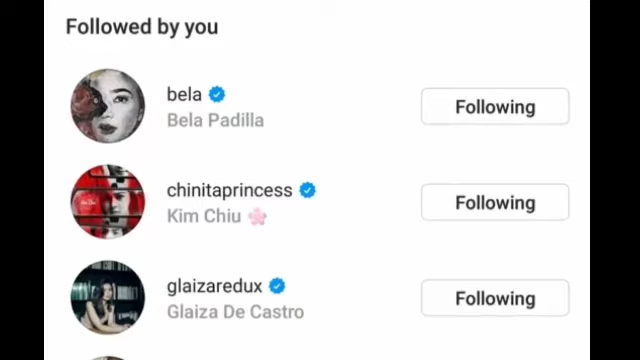 Followed by you
bela
Bela Padilla
Following
chinitaprincess
Kim Chiu 🌸
Following
glaizaredux
Glaiza De Castro
Following